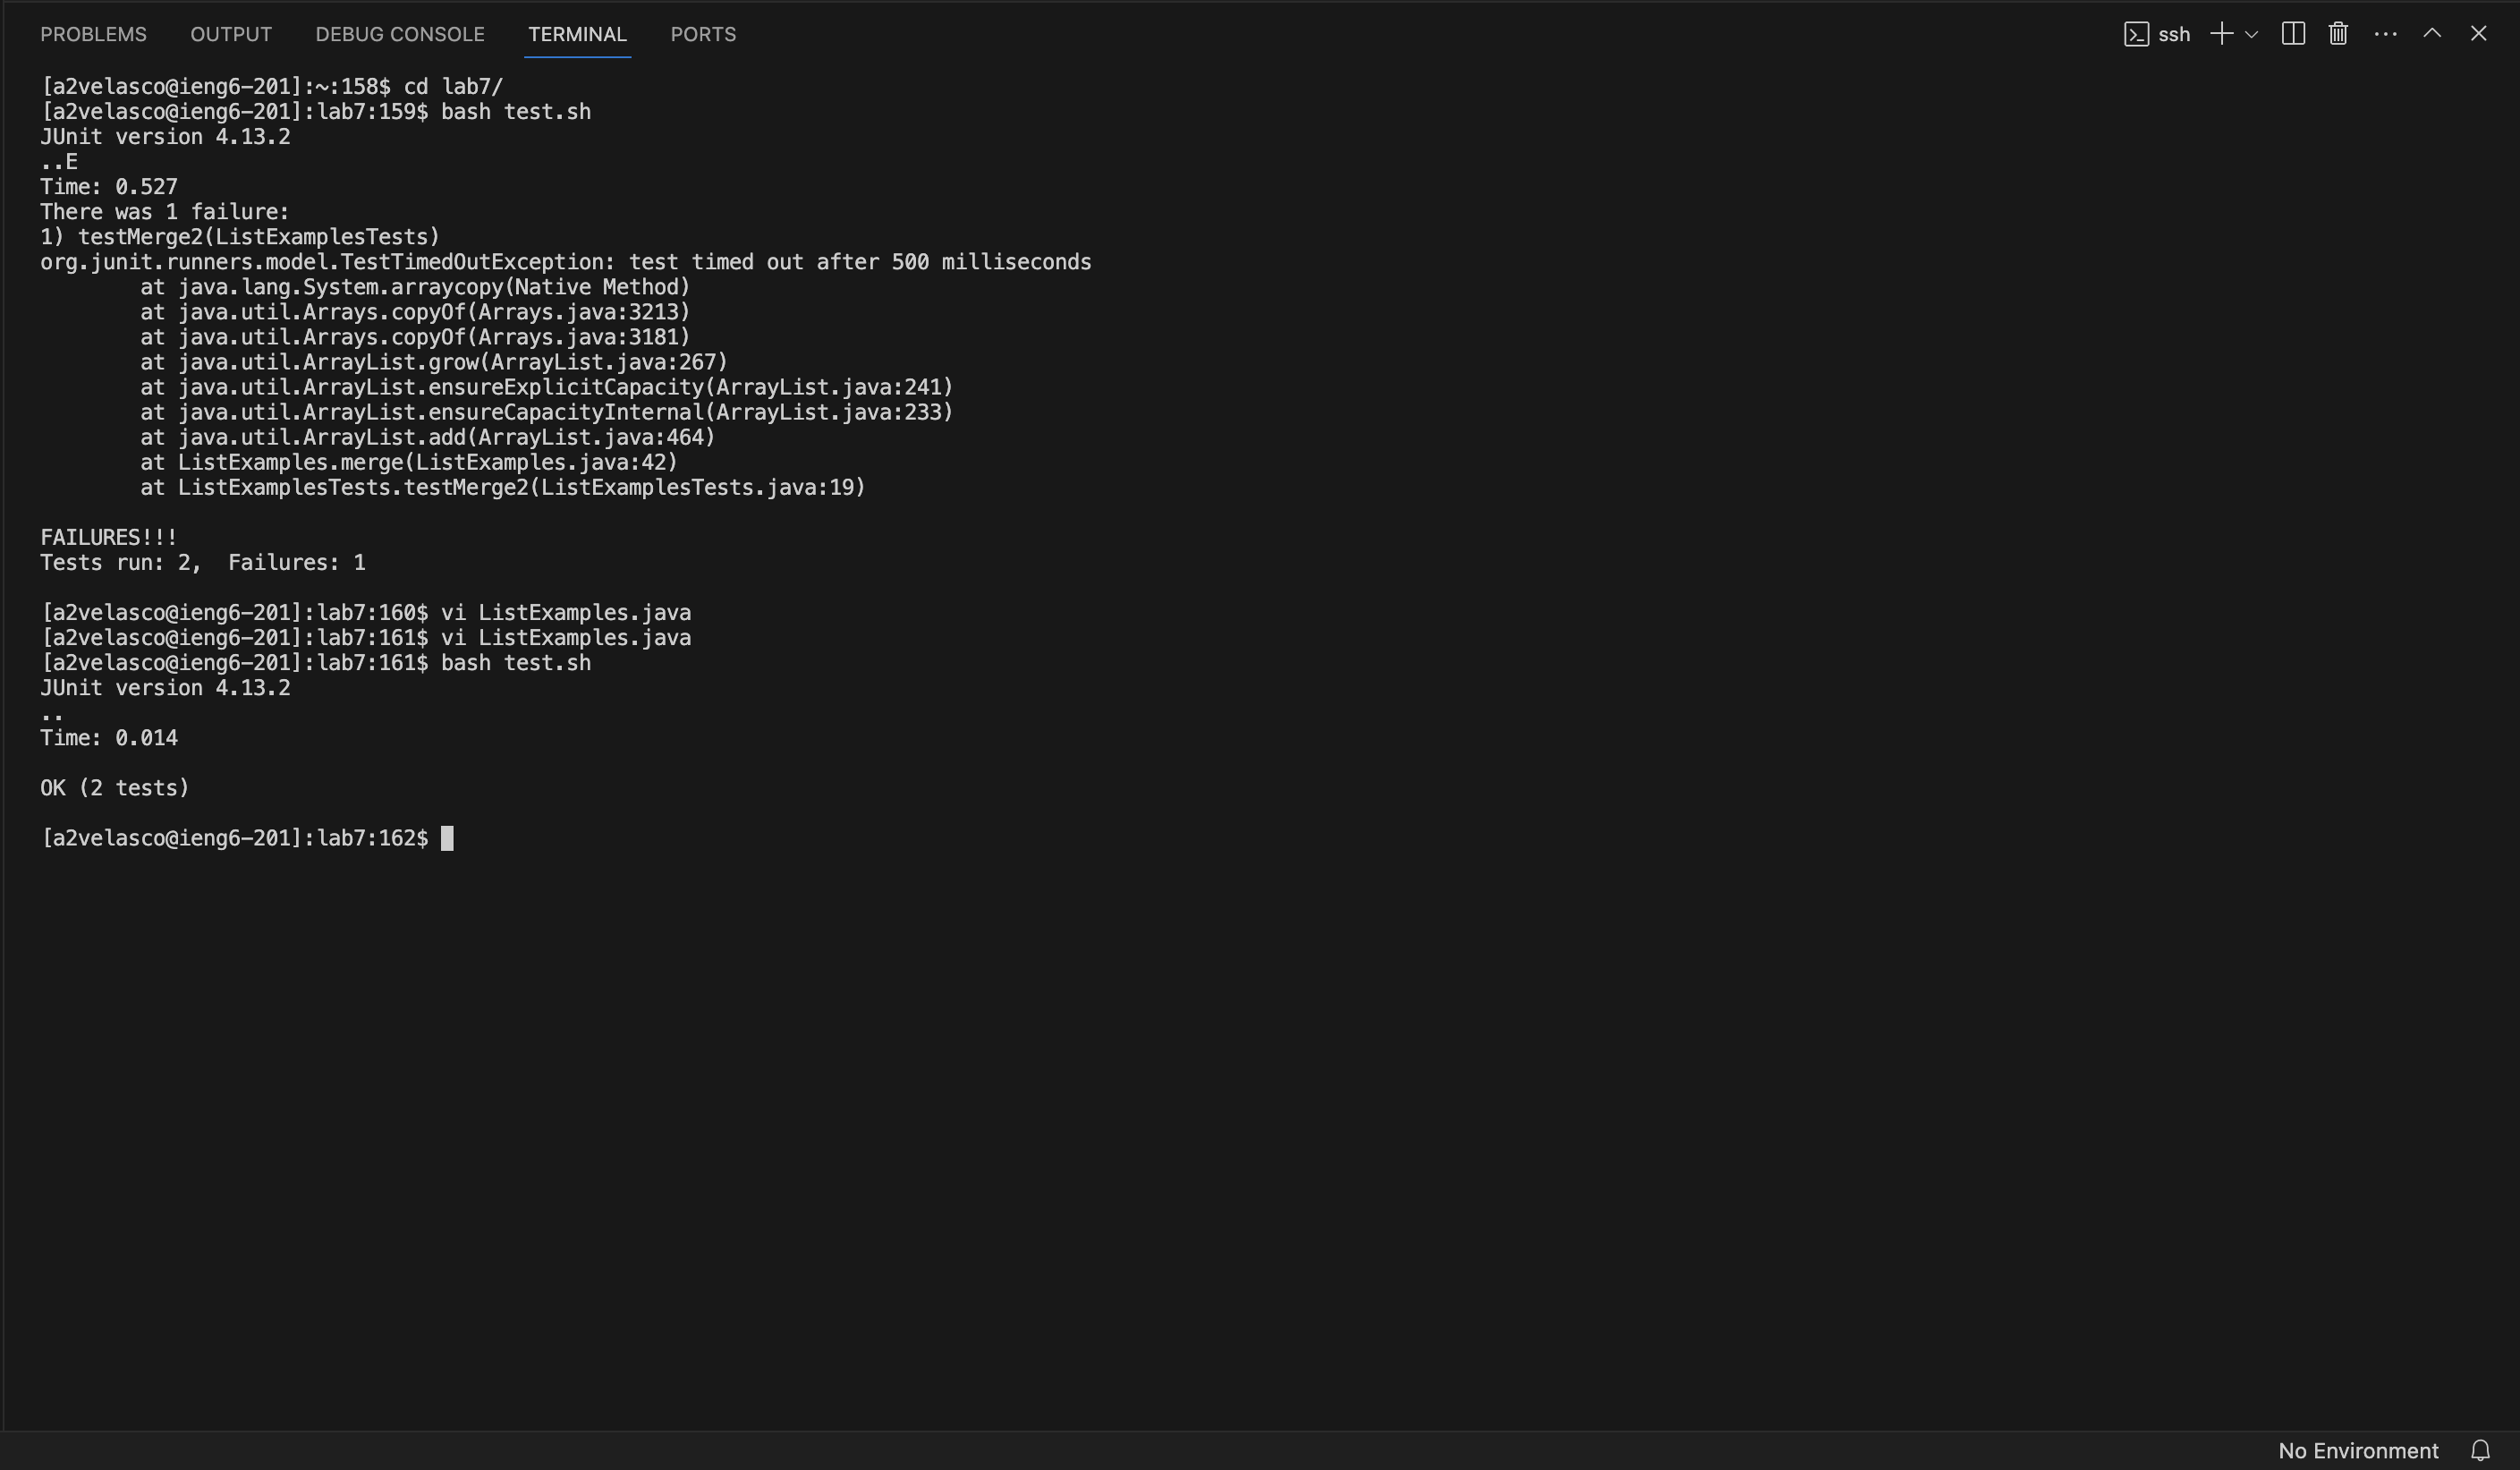 PROBLEMS OUTPUT DEBUG CONSOLE TERMINAL PORTS ssh
[a2velasco@ieng6-201]:~:158$ cd lab7/
[a2velasco@ieng6-201]:lab7:159$ bash test.sh
JUnit version 4.13.2
..E
Time: 0.527
There was 1 failure:
1) testMerge2(ListExamplesTests)
org.junit.runners.model.TestTimedOutException: test timed out after 500 milliseconds
        at java.lang.System.arraycopy(Native Method)
        at java.util.Arrays.copyOf(Arrays.java:3213)
        at java.util.Arrays.copyOf(Arrays.java:3181)
        at java.util.ArrayList.grow(ArrayList.java:267)
        at java.util.ArrayList.ensureExplicitCapacity(ArrayList.java:241)
        at java.util.ArrayList.ensureCapacityInternal(ArrayList.java:233)
        at java.util.ArrayList.add(ArrayList.java:464)
        at ListExamples.merge(ListExamples.java:42)
        at ListExamplesTests.testMerge2(ListExamplesTests.java:19)
FAILURES!!!
Tests run: 2,  Failures: 1
[a2velasco@ieng6-201]:lab7:160$ vi ListExamples.java
[a2velasco@ieng6-201]:lab7:161$ vi ListExamples.java
[a2velasco@ieng6-201]:lab7:161$ bash test.sh
JUnit version 4.13.2
..
Time: 0.014
OK (2 tests)
[a2velasco@ieng6-201]:lab7:162$
No Environment